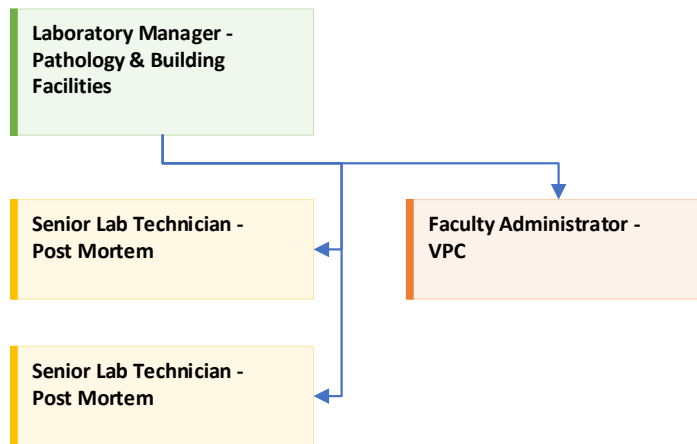 Laboratory Manager -
Pathology & Building
Facilities
Senior Lab Technician -
Post Mortem
Faculty Administrator -
VPC
Senior Lab Technician -
Post Mortem